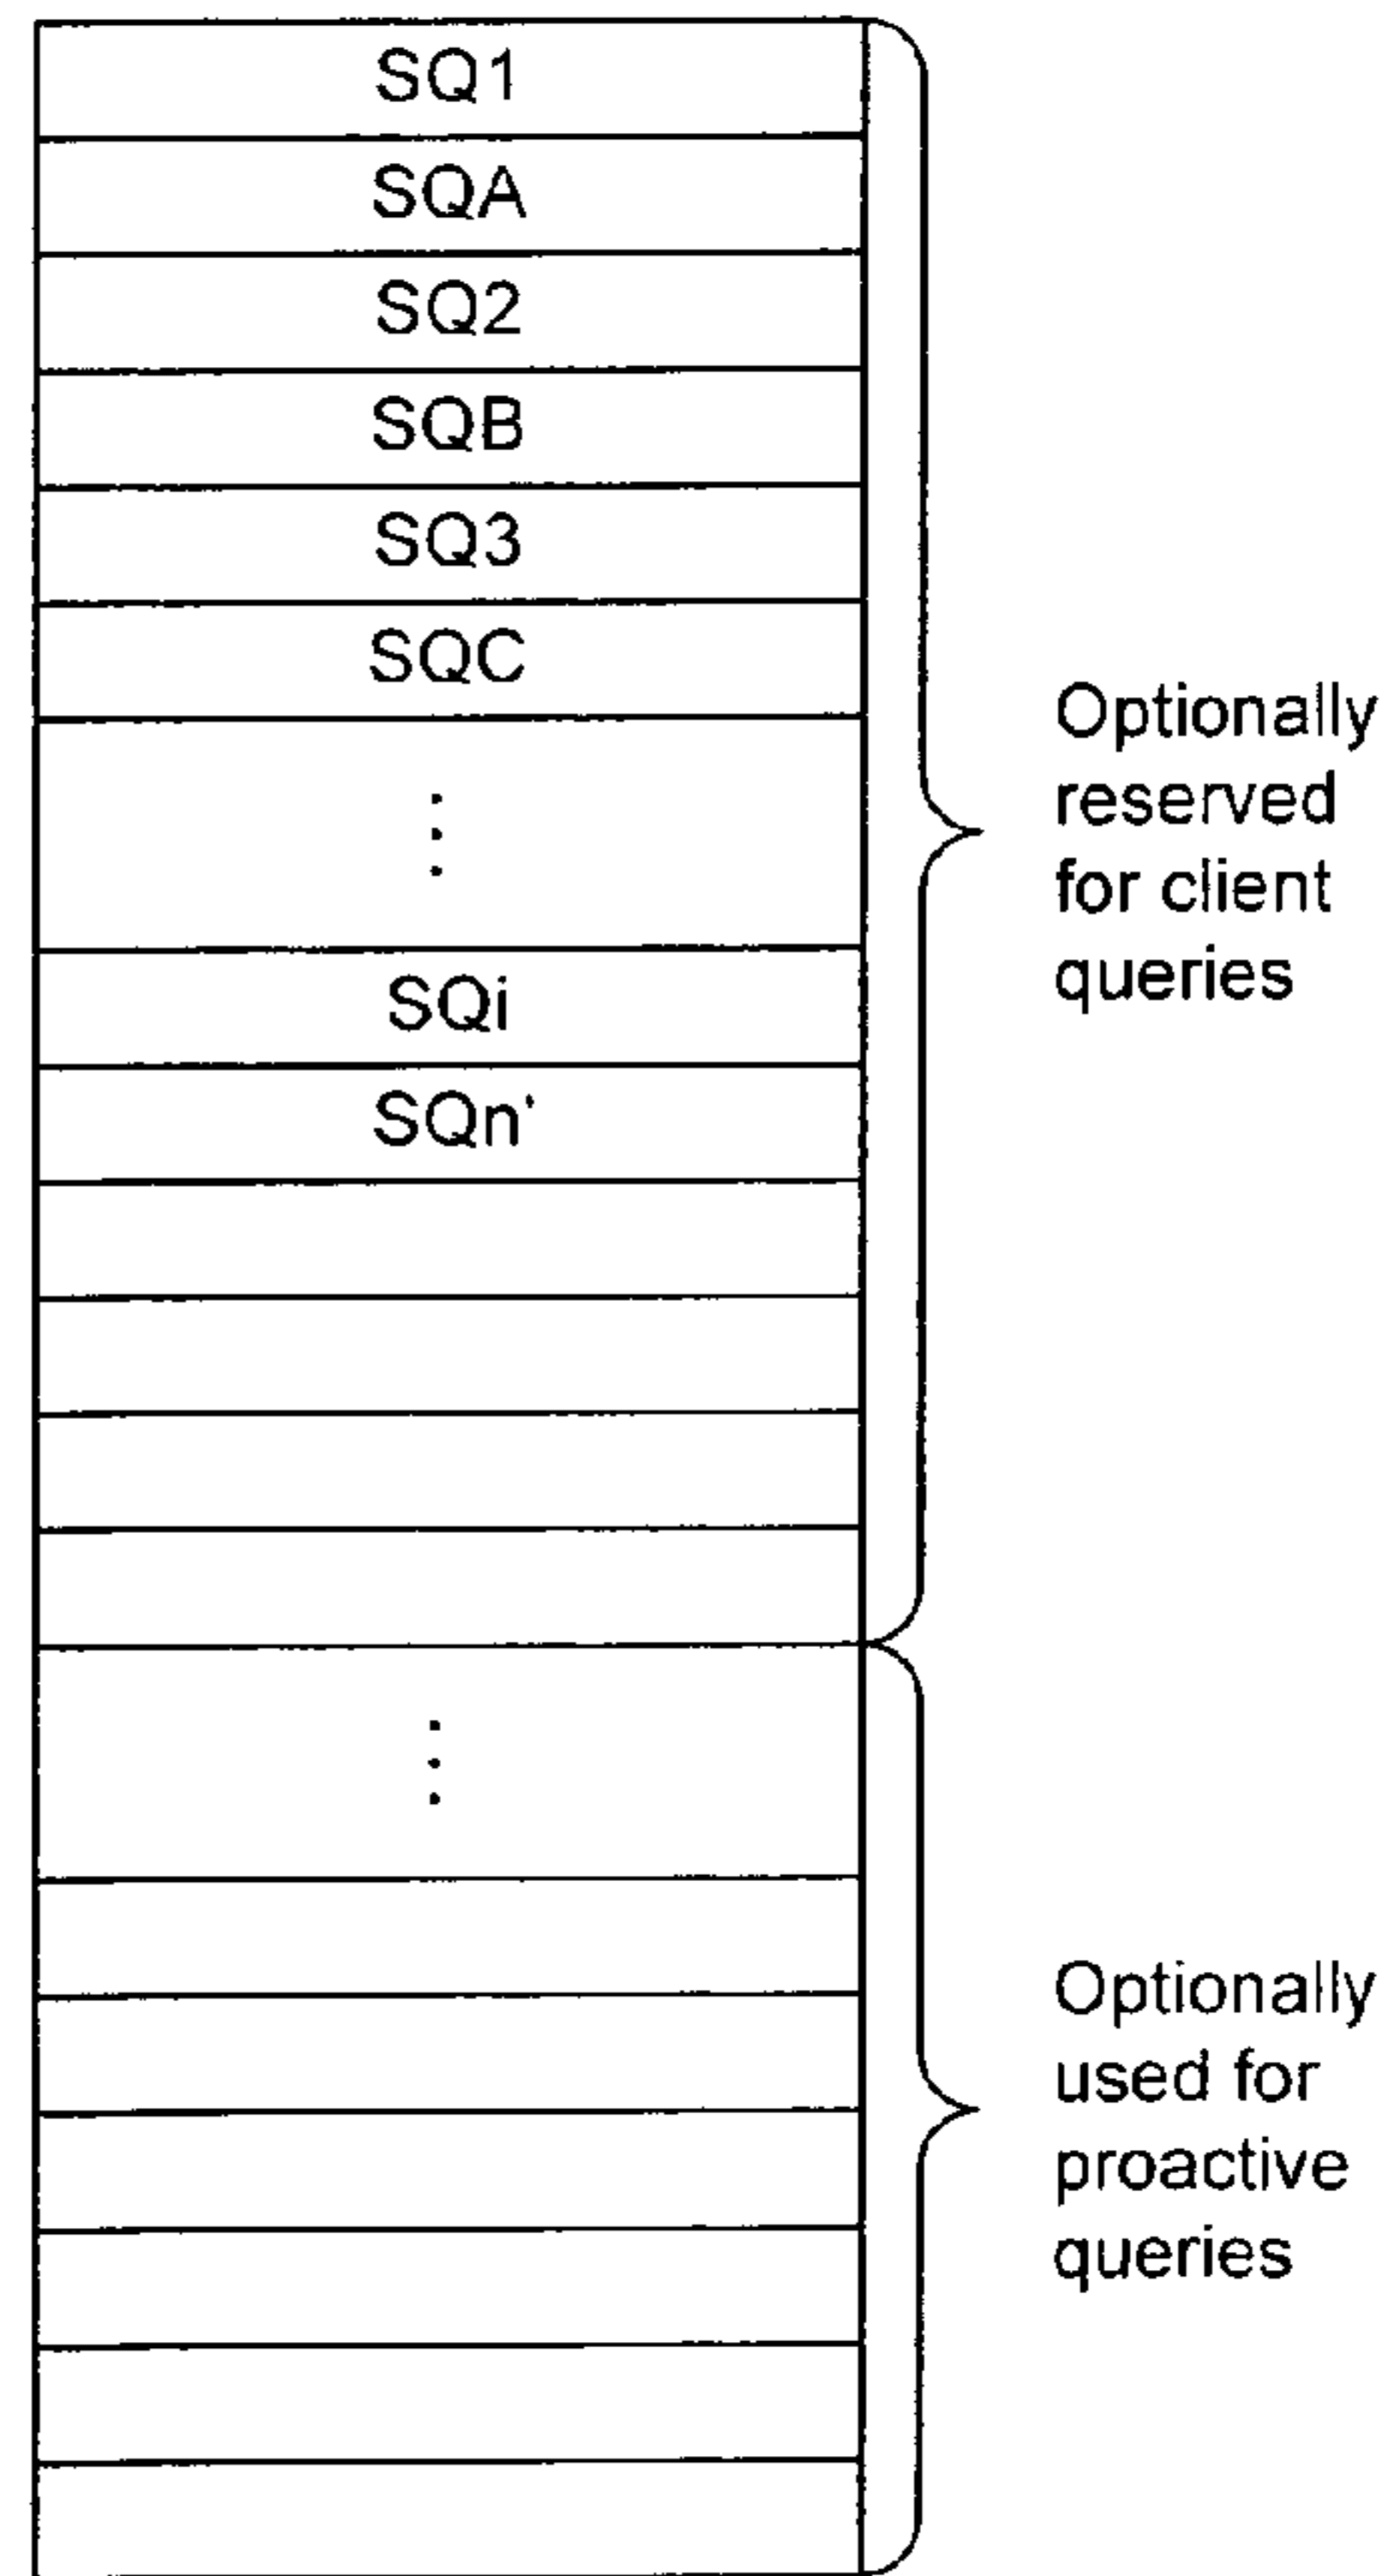 SQ1
SQA
SQ2
SQB
SQ3
SQC
⋮
SQi
SQn'
⋮
Optionally
reserved
for client
queries
Optionally
used for
proactive
queries